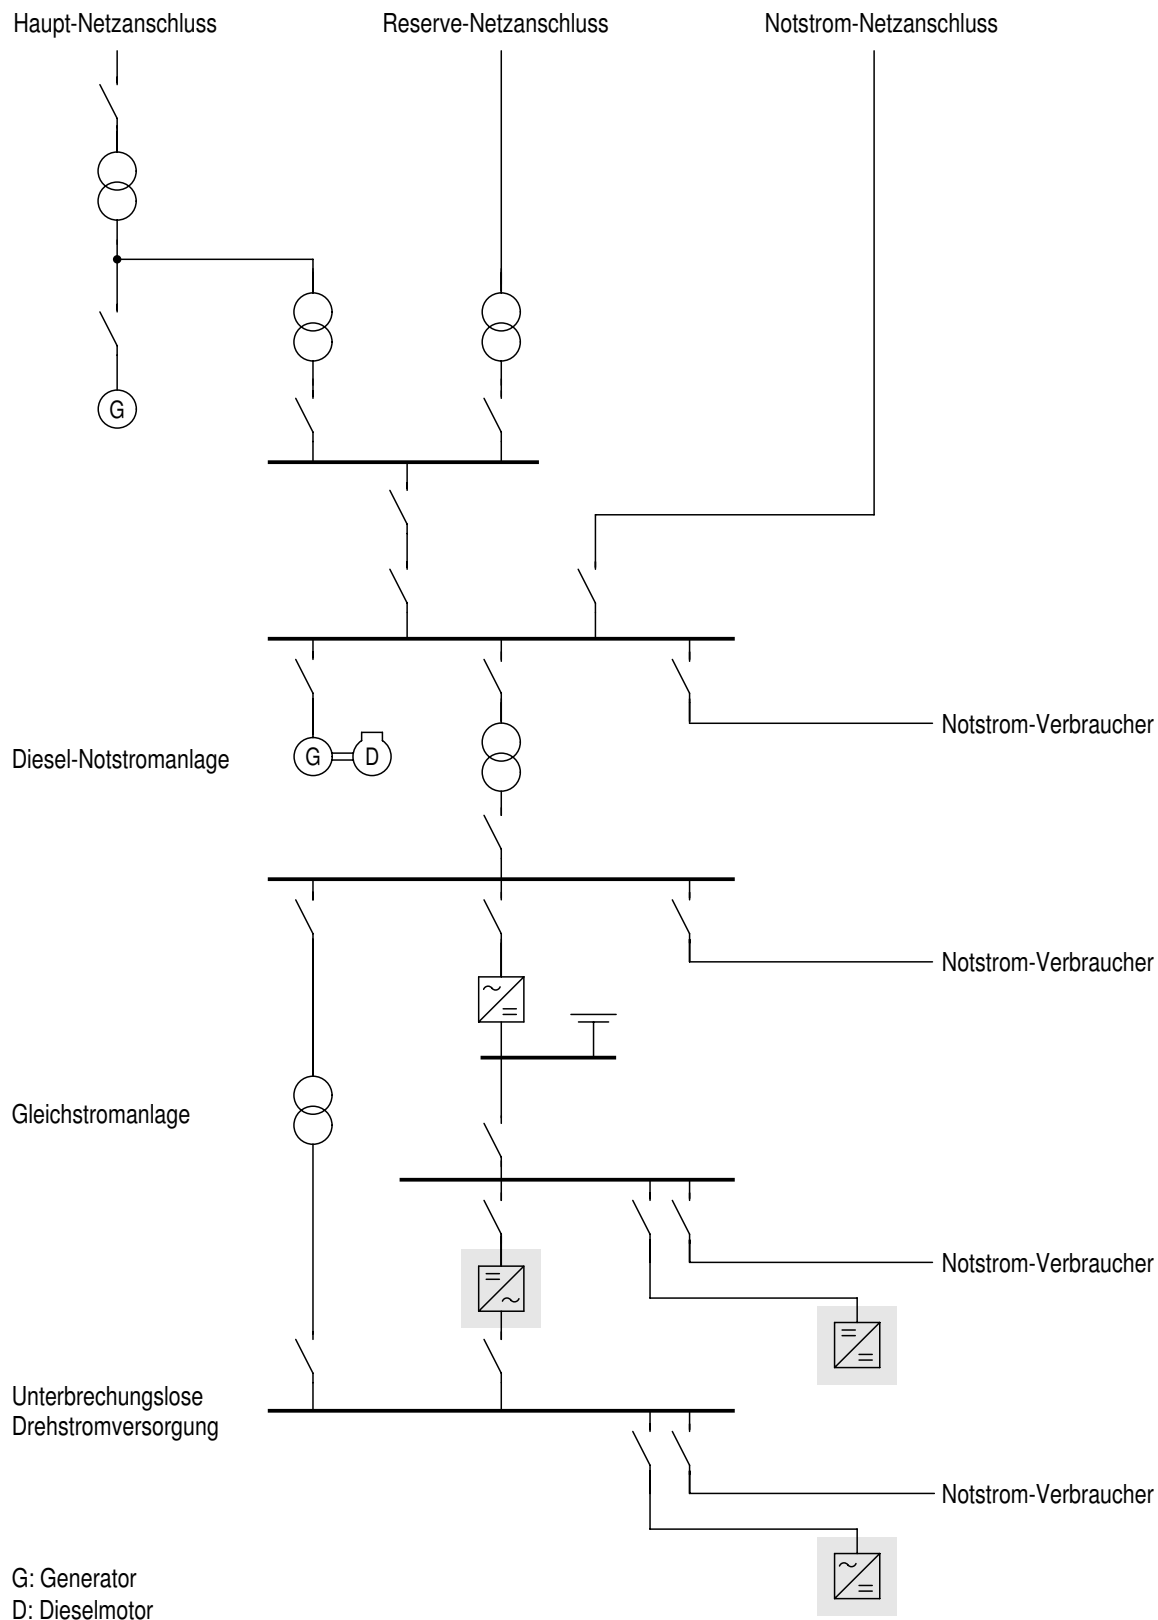 Haupt-Netzanschluss
Reserve-Netzanschluss
Notstrom-Netzanschluss
G
Notstrom-Verbraucher
Diesel-Notstromanlage
G
D
Notstrom-Verbraucher
Gleichstromanlage
Notstrom-Verbraucher
Unterbrechungslose
Drehstromversorgung
Notstrom-Verbraucher
G: Generator
D: Dieselmotor